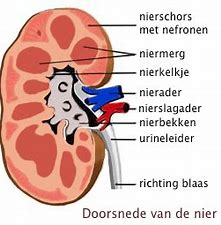 nierschors
met nefronen
niermerg
nierkelkje
nierader
nierslagader
nierbekken
urineleider
richting blaas
Doorsnede van de nier